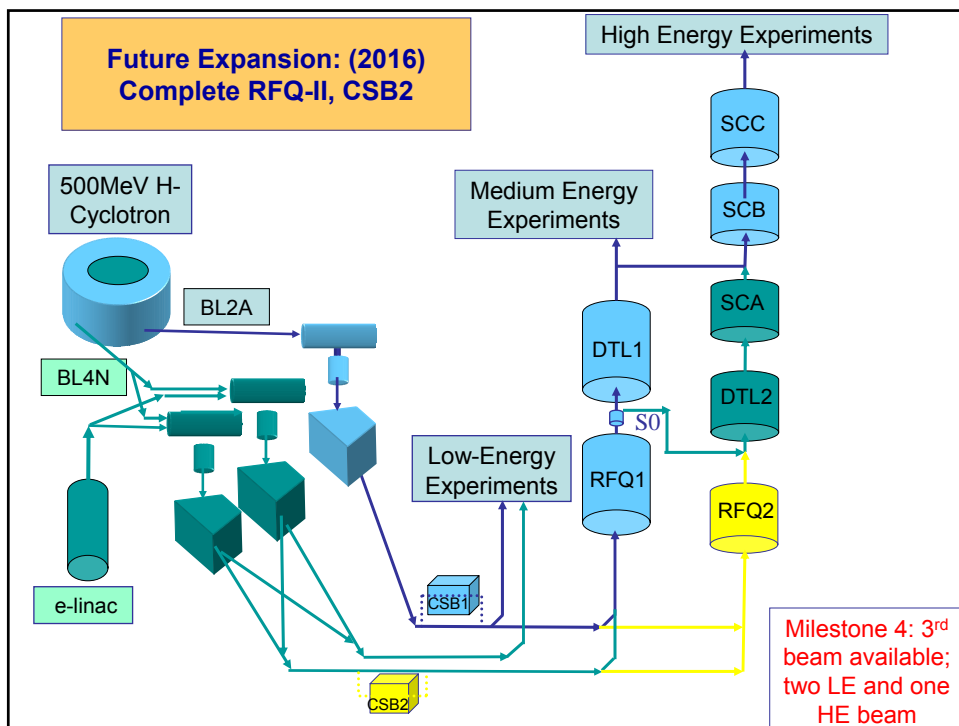 Future Expansion: (2016)
Complete RFQ-II, CSB2
High Energy Experiments
SCC
500MeV H-
Cyclotron
Medium Energy
Experiments
SCB
BL2A
SCA
DTL1
BL4N
DTL2
S0
Low-Energy
Experiments
RFQ1
RFQ2
e-linac
CSB1
CSB2
Milestone 4: 3rd
beam available;
two LE and one
HE beam